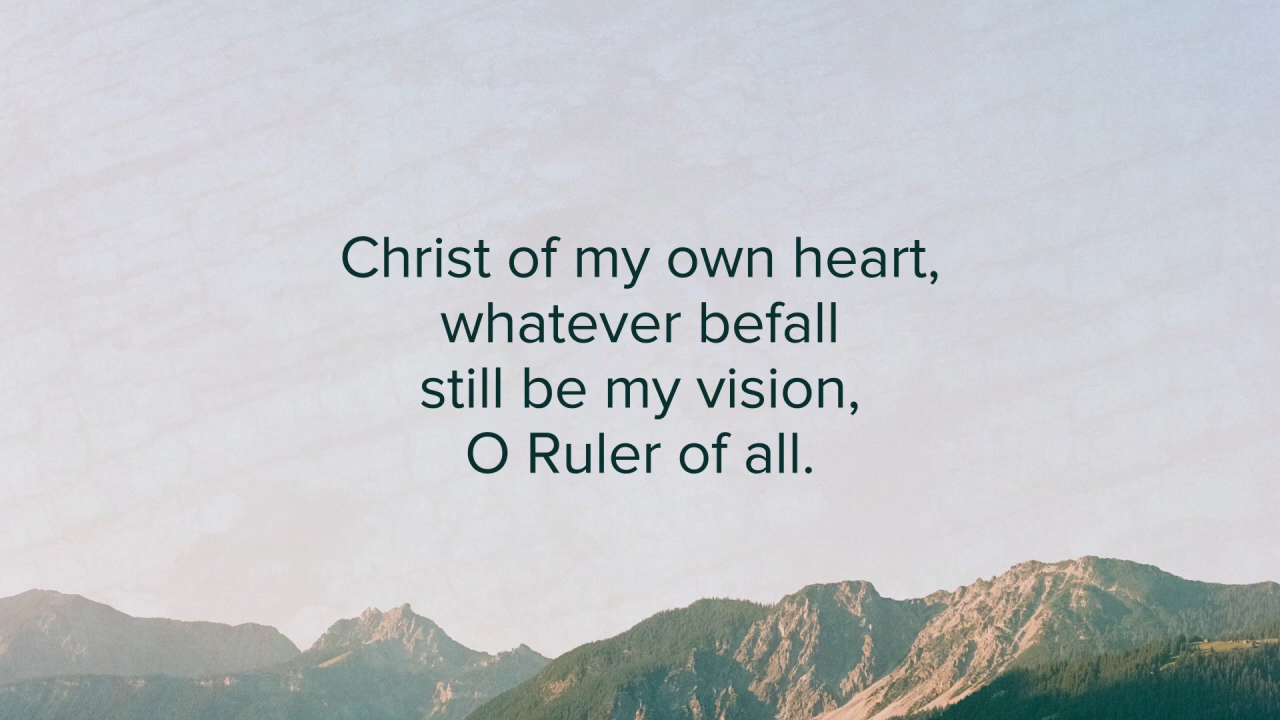 Christ of my own heart,
whatever befall
still be my vision,
O Ruler of all.